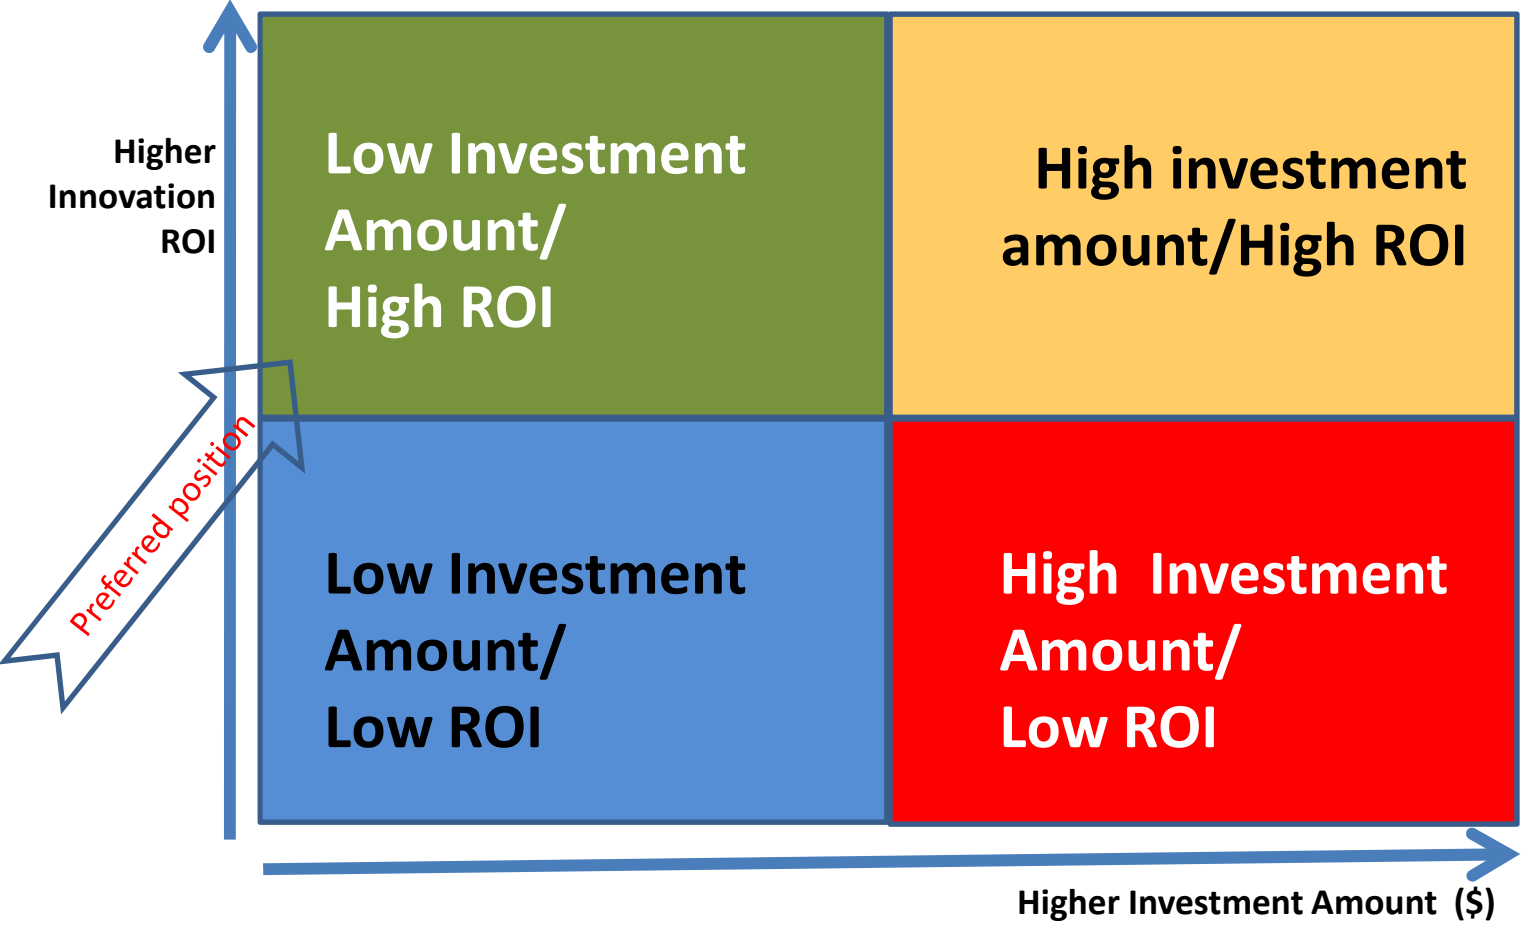 Higher
Innovation
ROI
Low Investment
Amount/
High ROI
High investment
amount/High ROI
Preferred position
Low Investment
Amount/
Low ROI
High  Investment
Amount/
Low ROI
Higher Investment Amount  ($)